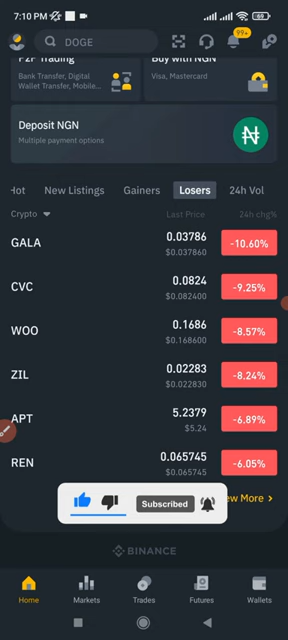 7:10 PM
69
DOGE
99+
P2P Trading
Buy with NGN
Bank Transfer, Digital
Wallet Transfer, Mobile...
Visa, Mastercard
Deposit NGN
Multiple payment options
Hot New Listings Gainers Losers 24h Vol
Crypto Last Price 24h chg%
GALA 0.03786 -10.60%
$0.037860
CVC 0.0824 -9.25%
$0.082400
WOO 0.1686 -8.57%
$0.168600
ZIL 0.02283 -8.24%
$0.022830
APT 5.2379 -6.89%
$5.24
REN 0.065745 -6.05%
$0.065745
Subscribed
ew More >
BINANCE
Home Markets Trades Futures Wallets